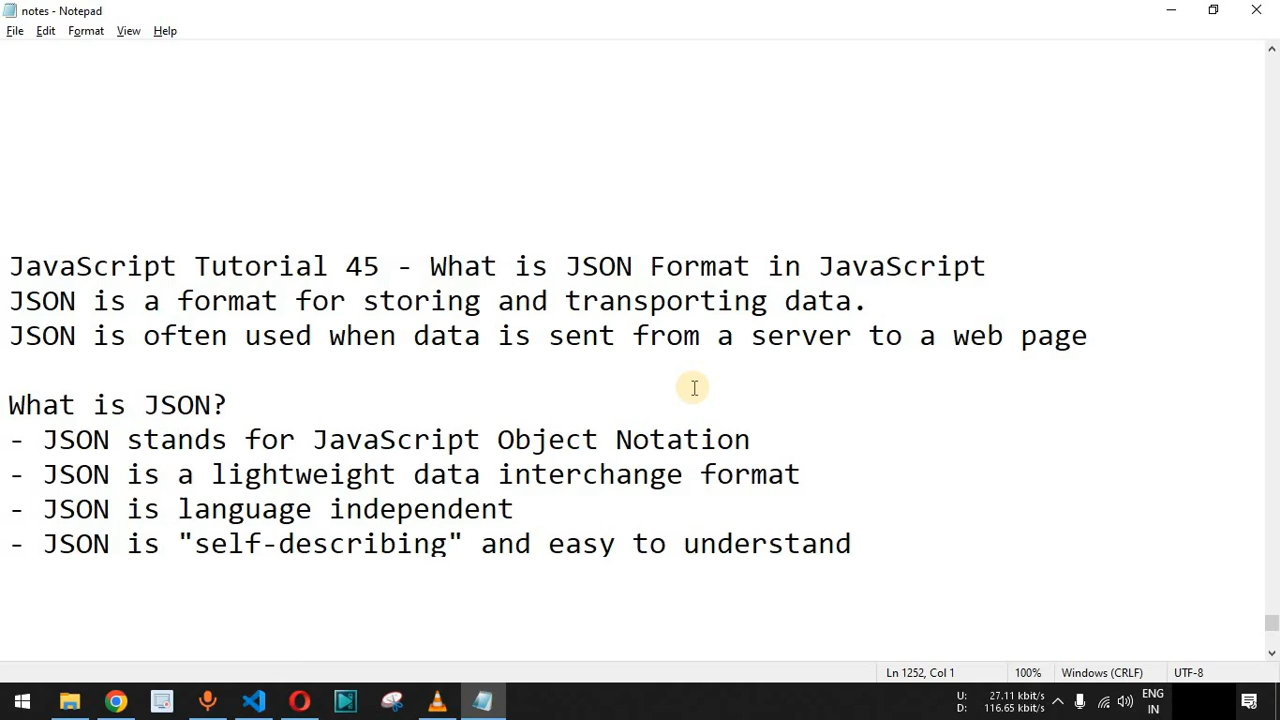 notes - Notepad
File Edit Format View Help
JavaScript Tutorial 45 - What is JSON Format in JavaScript
JSON is a format for storing and transporting data.
JSON is often used when data is sent from a server to a web page
What is JSON?
- JSON stands for JavaScript Object Notation
- JSON is a lightweight data interchange format
- JSON is language independent
- JSON is "self-describing" and easy to understand
Ln 1252, Col 1 100% Windows (CRLF) UTF-8
U: 27.11 kbit/s ENG
D: 116.65 kbit/s IN